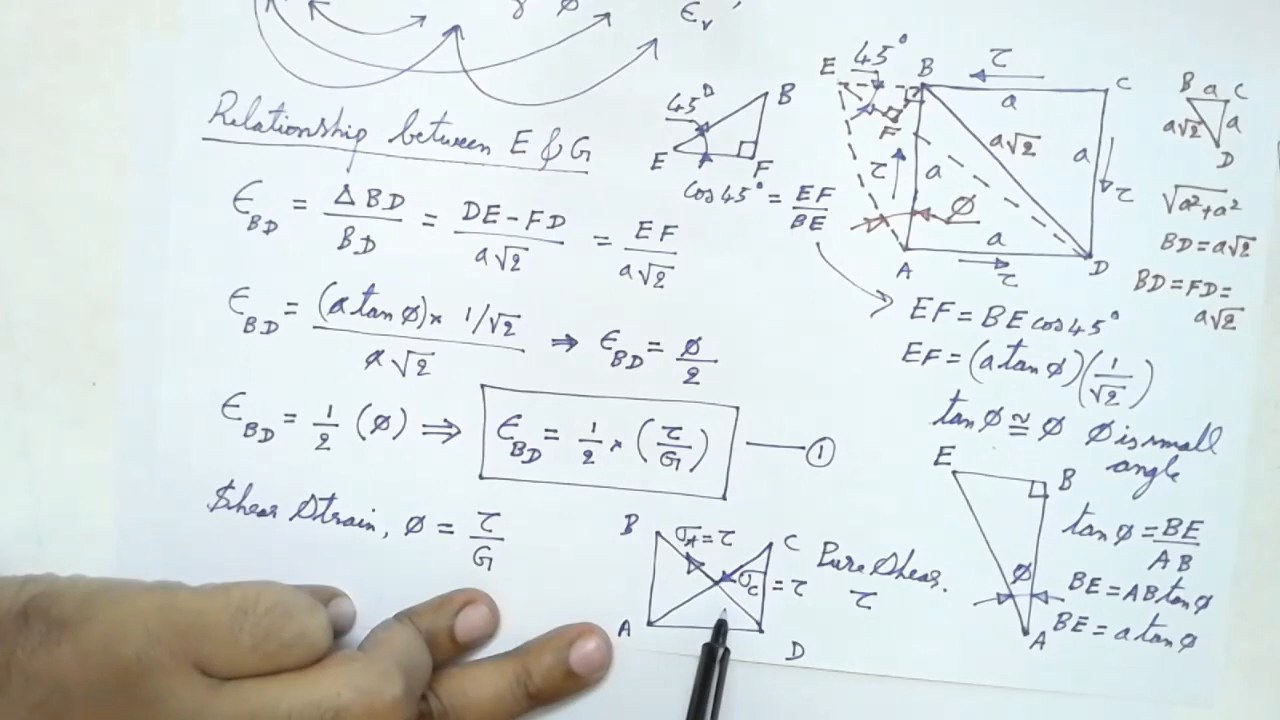 ϵᵥ
Relationship between E & G
ϵ_BD = ΔBD / BD = DE - FD / a√2 = EF / a√2
ϵ_BD = (a tan φ) × 1/√2 / a√2 ⇒ ϵ_BD = φ / 2
ϵ_BD = 1/2 (φ) ⇒ ϵ_BD = 1/2 × (τ / G) — ①
Shear Strain, φ = τ / G
45°
B
E
F
cos 45° = EF / BE
E
45°
B
τ
C
a
F
a√2
a
τ
a
τ
φ
a
A
τ
D
B a C
a√2
a
D
√a²+a²
BD = a√2
BD = FD =
a√2
EF = BE cos 45°
EF = (a tan φ) (1 / √2)
tan φ ≅ φ φ is small
angle
E
B
φ
A
tan φ = BE / AB
BE = AB tan φ
BE = a tan φ
B
σₜ = τ
C
σ_c = τ
A
D
Pure Shear.
τ